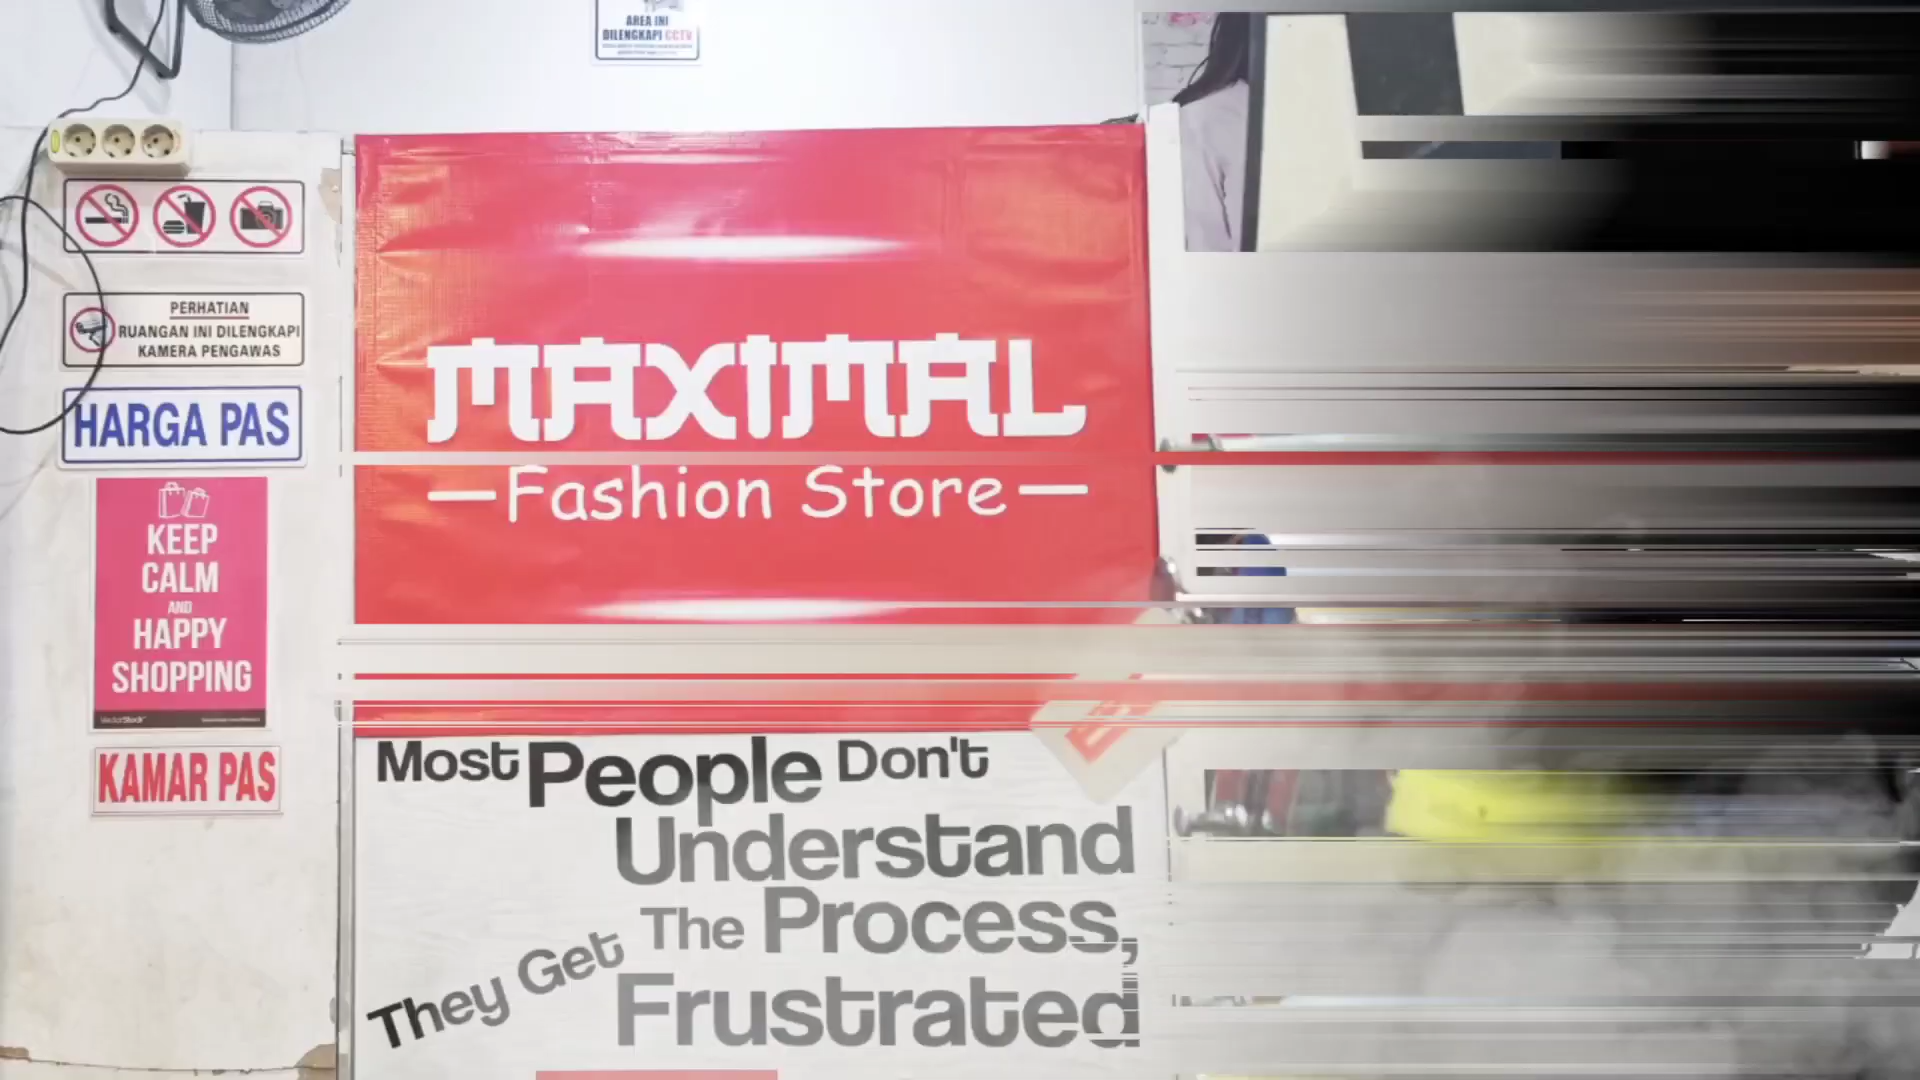 AREA INI
DILENGKAPI CCTV
PERHATIAN
RUANGAN INI DILENGKAPI
KAMERA PENGAWAS
HARGA PAS
KEEP
CALM
AND
HAPPY
SHOPPING
VectorStock
KAMAR PAS
MAXIMAL
Fashion Store
Most People Don't
Understand
The Process,
They Get
Frustrated